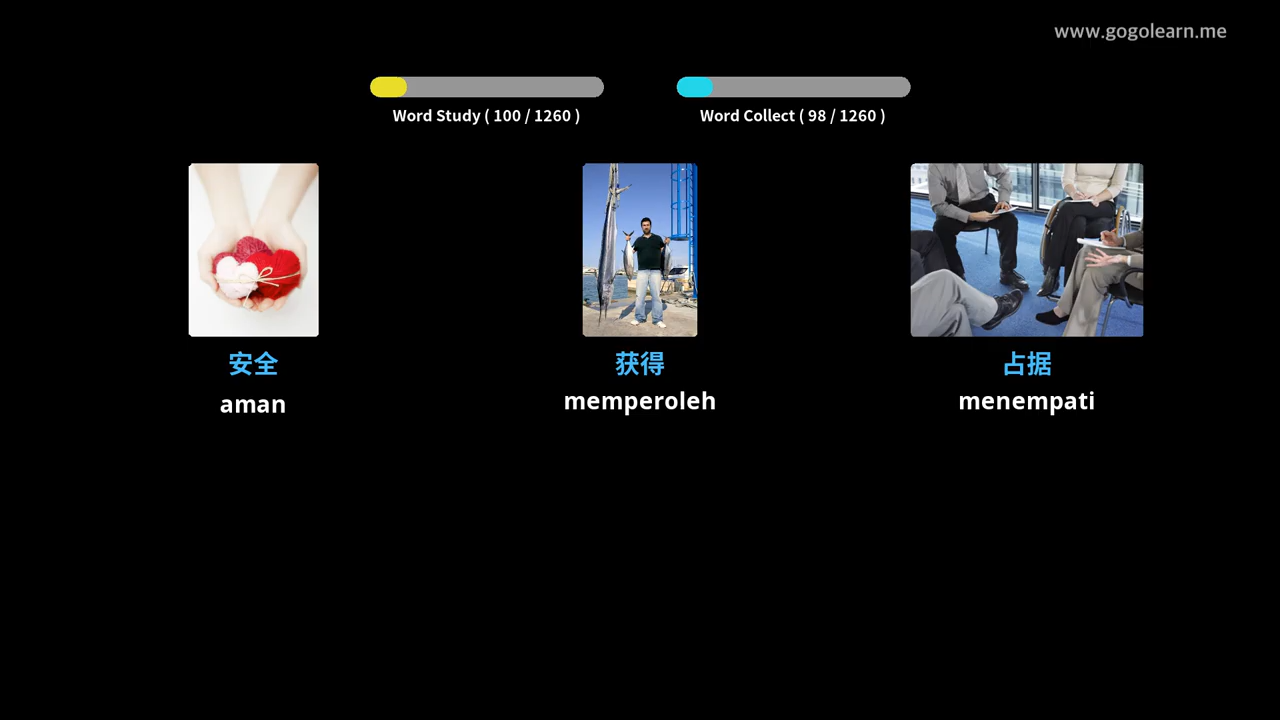 www.gogolearn.me
Word Study ( 100 / 1260 )
Word Collect ( 98 / 1260 )
安全
aman
获得
memperoleh
占据
menempati